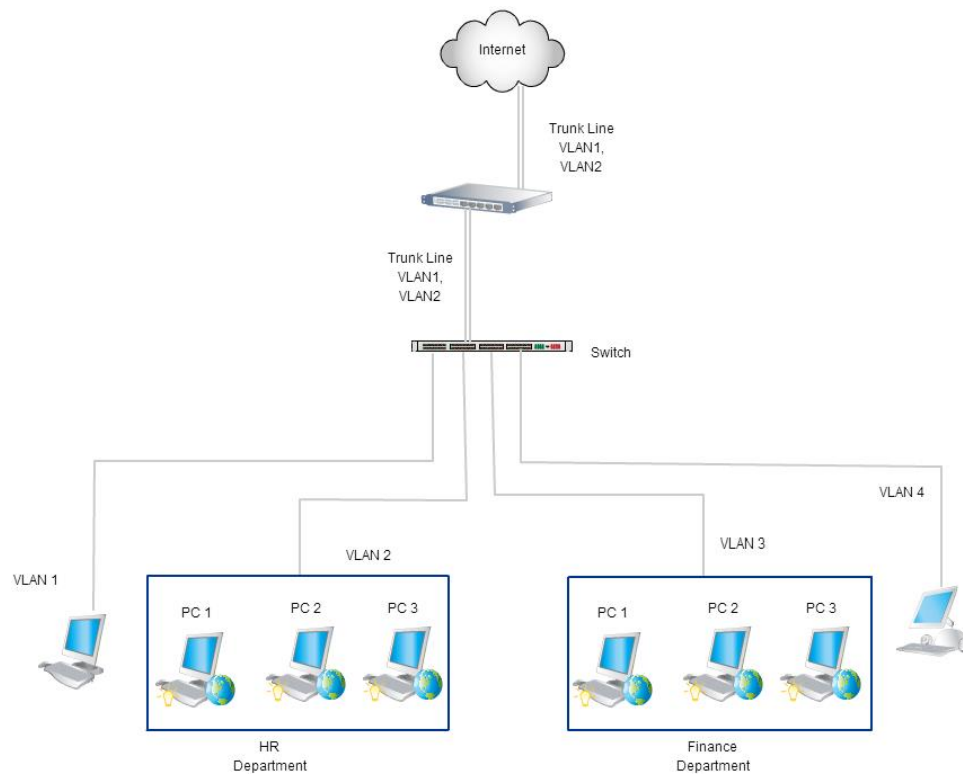 Internet
Trunk Line
VLAN1,
VLAN2
Trunk Line
VLAN1,
VLAN2
Switch
VLAN 4
VLAN 3
VLAN 2
VLAN 1
PC 1
PC 2
PC 3
PC 1
PC 2
PC 3
HR
Department
Finance
Department